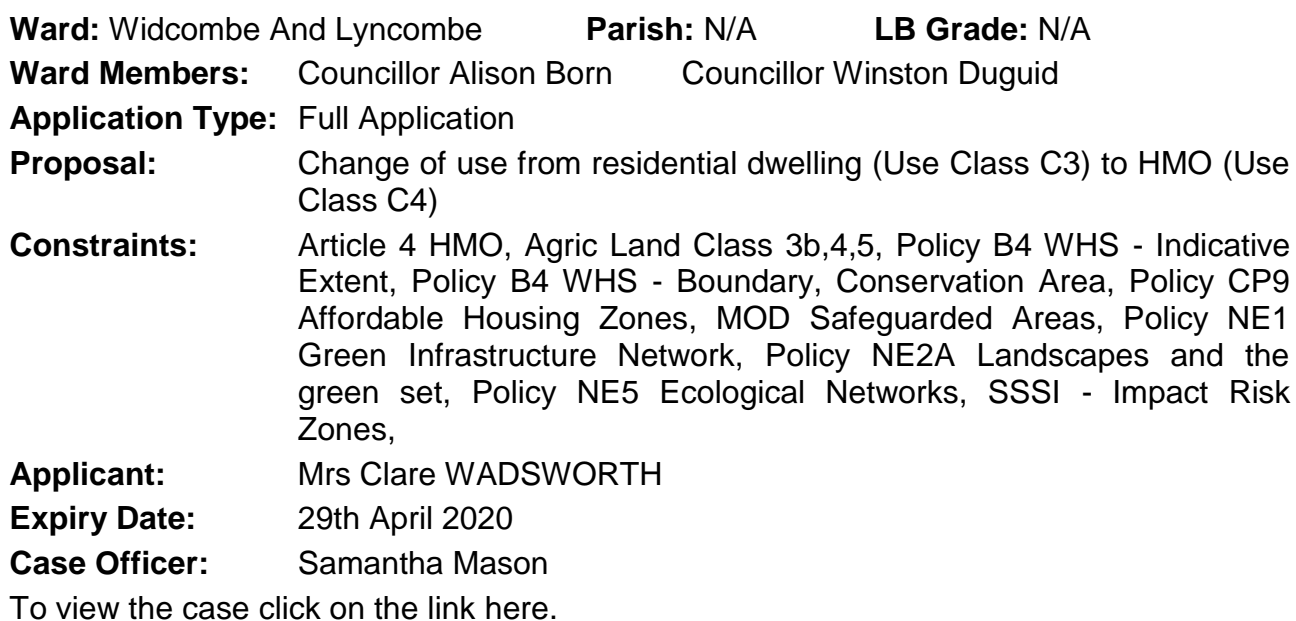 Ward: Widcombe And Lyncombe Parish: N/A LB Grade: N/A
Ward Members: Councillor Alison Born Councillor Winston Duguid
Application Type: Full Application
Proposal: Change of use from residential dwelling (Use Class C3) to HMO (Use
Class C4)
Constraints: Article 4 HMO, Agric Land Class 3b,4,5, Policy B4 WHS - Indicative
Extent, Policy B4 WHS - Boundary, Conservation Area, Policy CP9
Affordable Housing Zones, MOD Safeguarded Areas, Policy NE1
Green Infrastructure Network, Policy NE2A Landscapes and the
green set, Policy NE5 Ecological Networks, SSSI - Impact Risk
Zones,
Applicant: Mrs Clare WADSWORTH
Expiry Date: 29th April 2020
Case Officer: Samantha Mason
To view the case click on the link here.